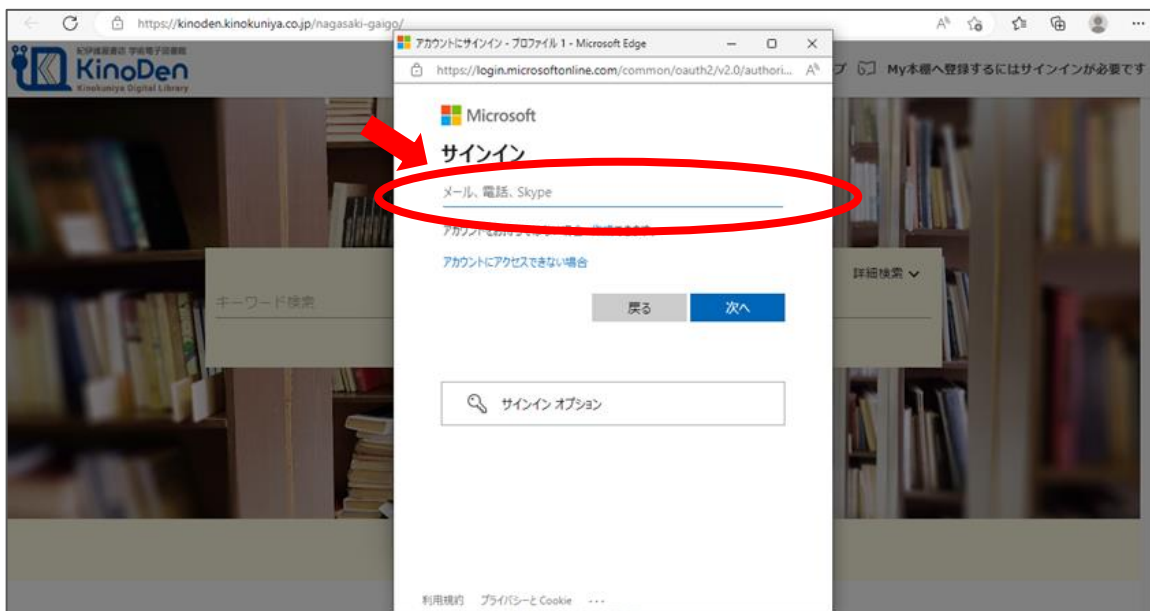 https://kinoden.kinokuniya.co.jp/nagasaki-gaigo/
紀伊國屋書店 学術電子図書館
KinoDen
Kinokuniya Digital Library
プ My本棚へ登録するにはサインインが必要です
アカウントにサインイン - プロファイル 1 - Microsoft Edge
https://login.microsoftonline.com/common/oauth2/v2.0/authori...
Microsoft
サインイン
メール、電話、Skype
アカウントにアクセスできない場合
戻る
次へ
サインイン オプション
利用規約 プライバシーと Cookie ...
キーワード検索
詳細検索